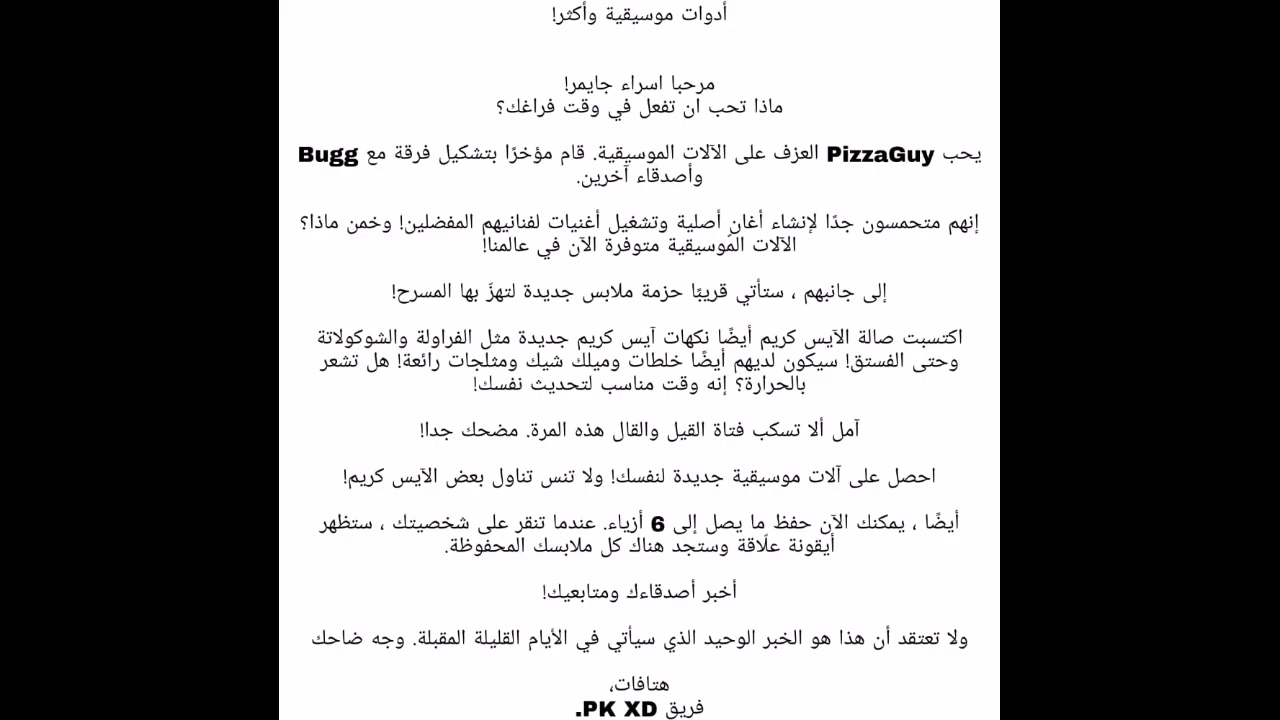 أدوات موسيقية وأكثر!
مرحبا اسراء جايمر!
ماذا تحب ان تفعل في وقت فراغك؟
يحب PizzaGuy العزف على الآلات الموسيقية. قام مؤخرًا بتشكيل فرقة مع Bugg
وأصدقاء آخرين.
إنهم متحمسون جدًا لإنشاء أغانٍ أصلية وتشغيل أغنيات لفنانيهم المفضلين! وخمن ماذا؟
الآلات الموسيقية متوفرة الآن في عالمنا!
إلى جانبهم ، ستأتي قريبًا حزمة ملابس جديدة لتهزّ بها المسرح!
اكتسبت صالة الآيس كريم أيضًا نكهات آيس كريم جديدة مثل الفراولة والشوكولاتة
وحتى الفستق! سيكون لديهم أيضًا خلطات وميلك شيك ومثلجات رائعة! هل تشعر
بالحرارة؟ إنه وقت مناسب لتحديث نفسك!
آمل ألا تسكب فتاة القيل والقال هذه المرة. مضحك جدا!
احصل على آلات موسيقية جديدة لنفسك! ولا تنس تناول بعض الآيس كريم!
أيضًا ، يمكنك الآن حفظ ما يصل إلى 6 أزياء. عندما تنقر على شخصيتك ، ستظهر
أيقونة علّاقة وستجد هناك كل ملابسك المحفوظة.
أخبر أصدقاءك ومتابعيك!
ولا تعتقد أن هذا هو الخبر الوحيد الذي سيأتي في الأيام القليلة المقبلة. وجه ضاحك
هتافات،
فريق PK XD.